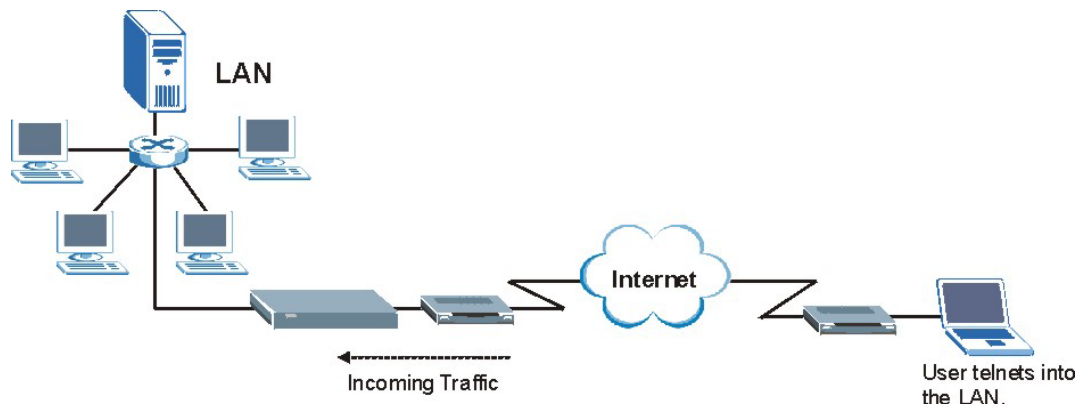 LAN
Internet
Incoming Traffic
User telnets into
the LAN.